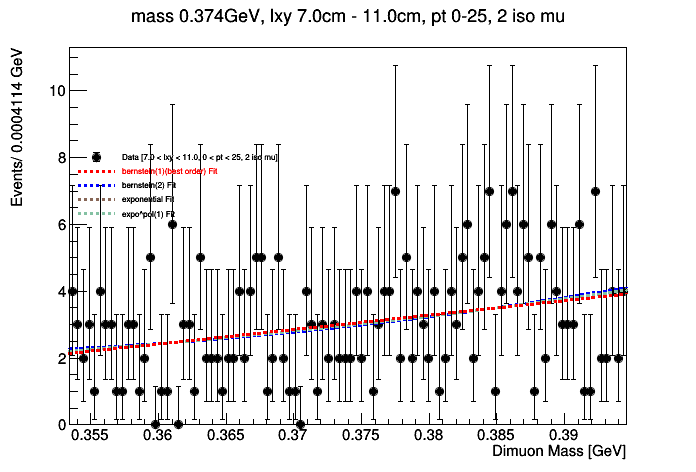 mass 0.374GeV, lxy 7.0cm - 11.0cm, pt 0-25, 2 iso mu
Events/ 0.0004114 GeV
10
8
6
4
2
0
Data [7.0 < lxy < 11.0, 0 < pt < 25, 2 iso mu]
bernstein(1)(best order) Fit
bernstein(2) Fit
exponential Fit
expo*pol(1) Fit
0.355 0.36 0.365 0.37 0.375 0.38 0.385 0.39
Dimuon Mass [GeV]